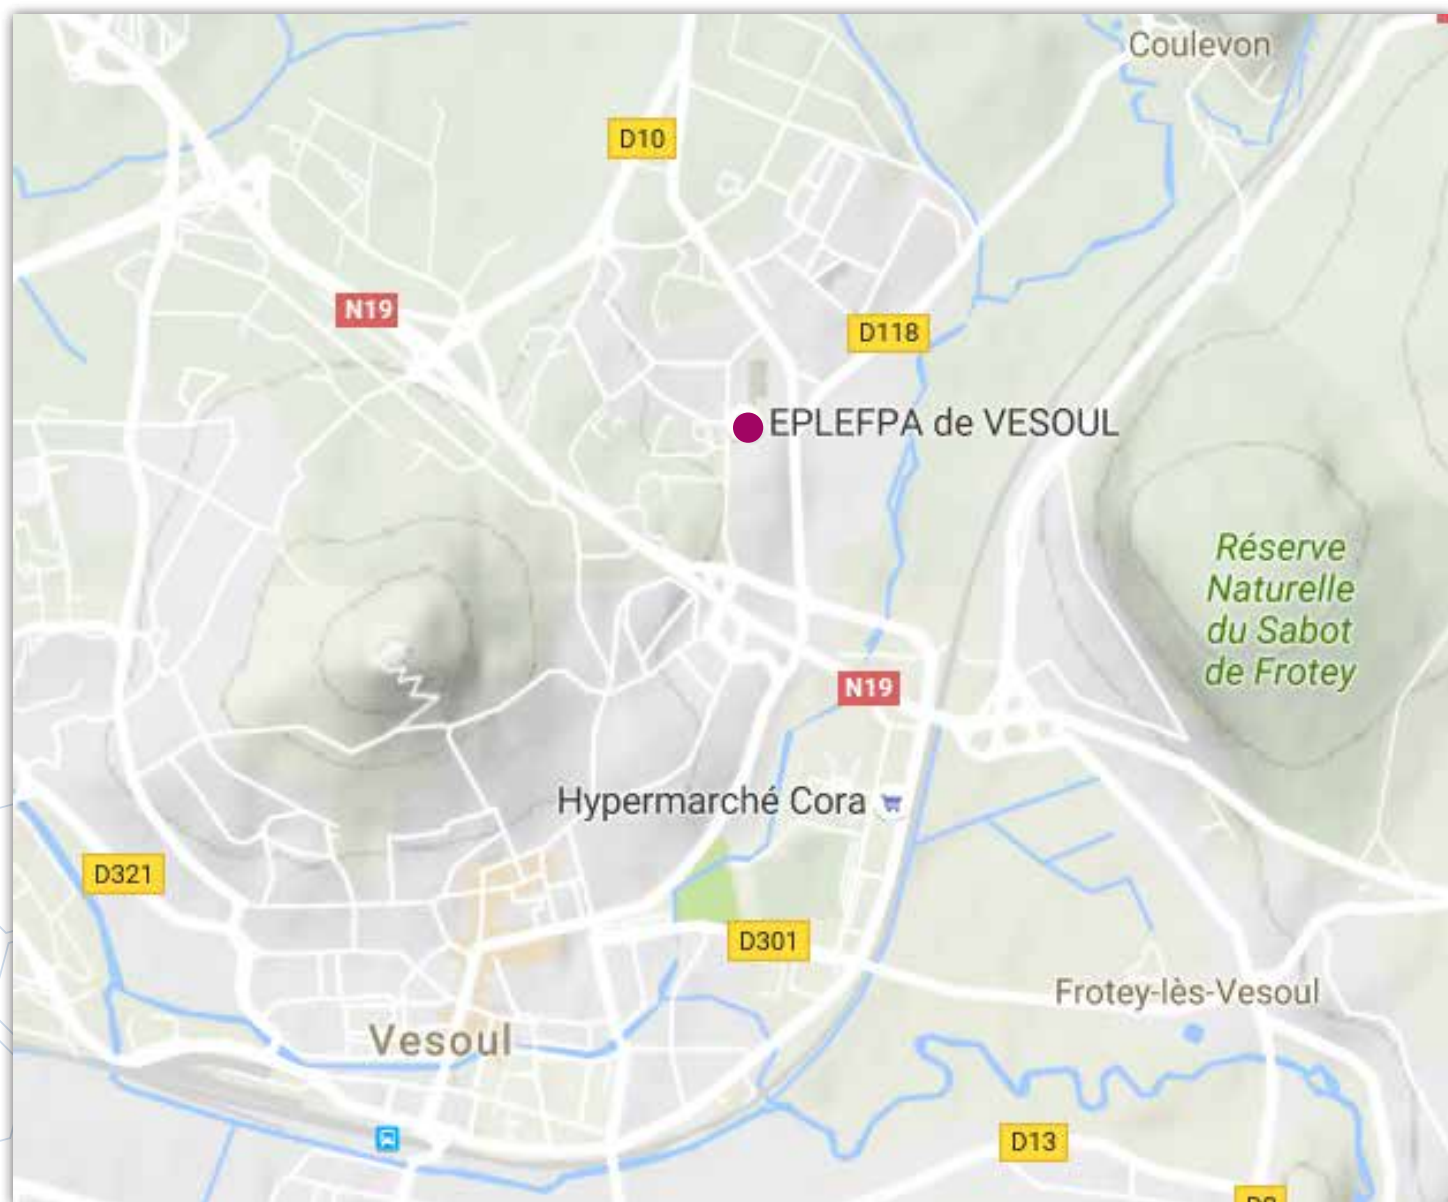 Coulevon
D10
N19
D118
EPLEFPA de VESOUL
Réserve
Naturelle
du Sabot
de Frotey
N19
Hypermarché Cora
D321
D301
Frotey-lès-Vesoul
Vesoul
D13